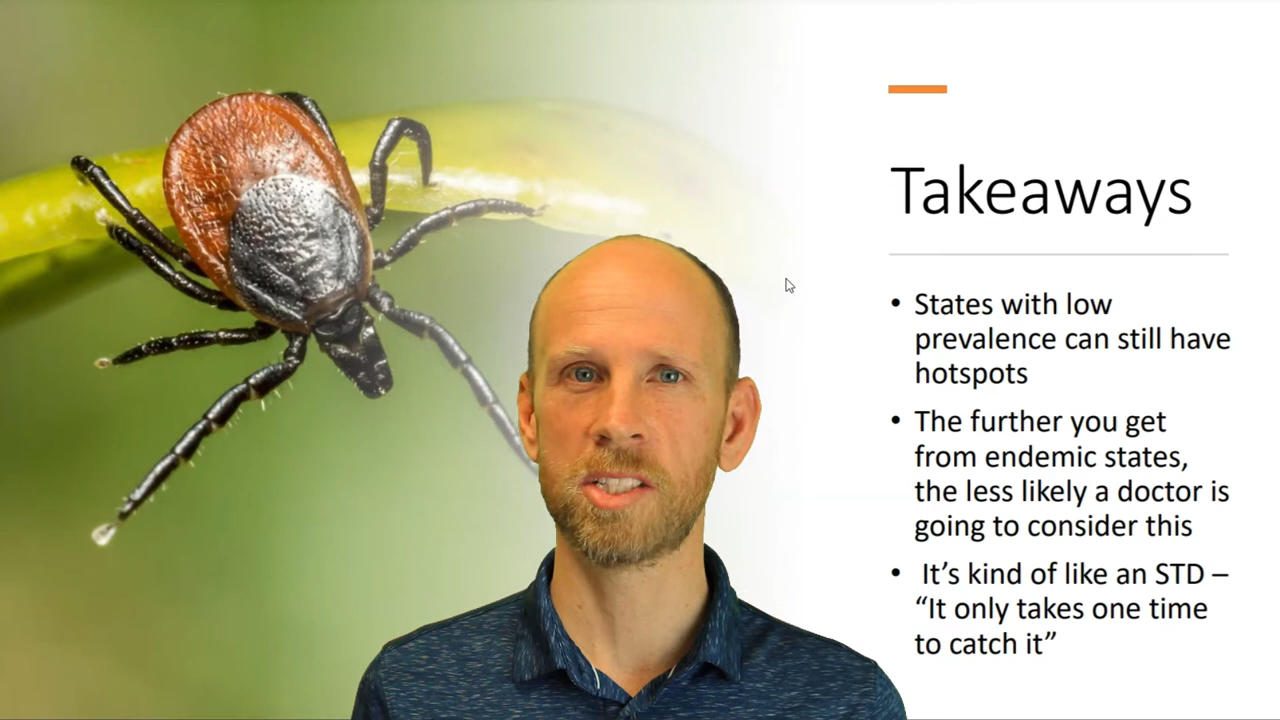 Takeaways
• States with low
prevalence can still have
hotspots
• The further you get
from endemic states,
the less likely a doctor is
going to consider this
• It’s kind of like an STD –
“It only takes one time
to catch it”